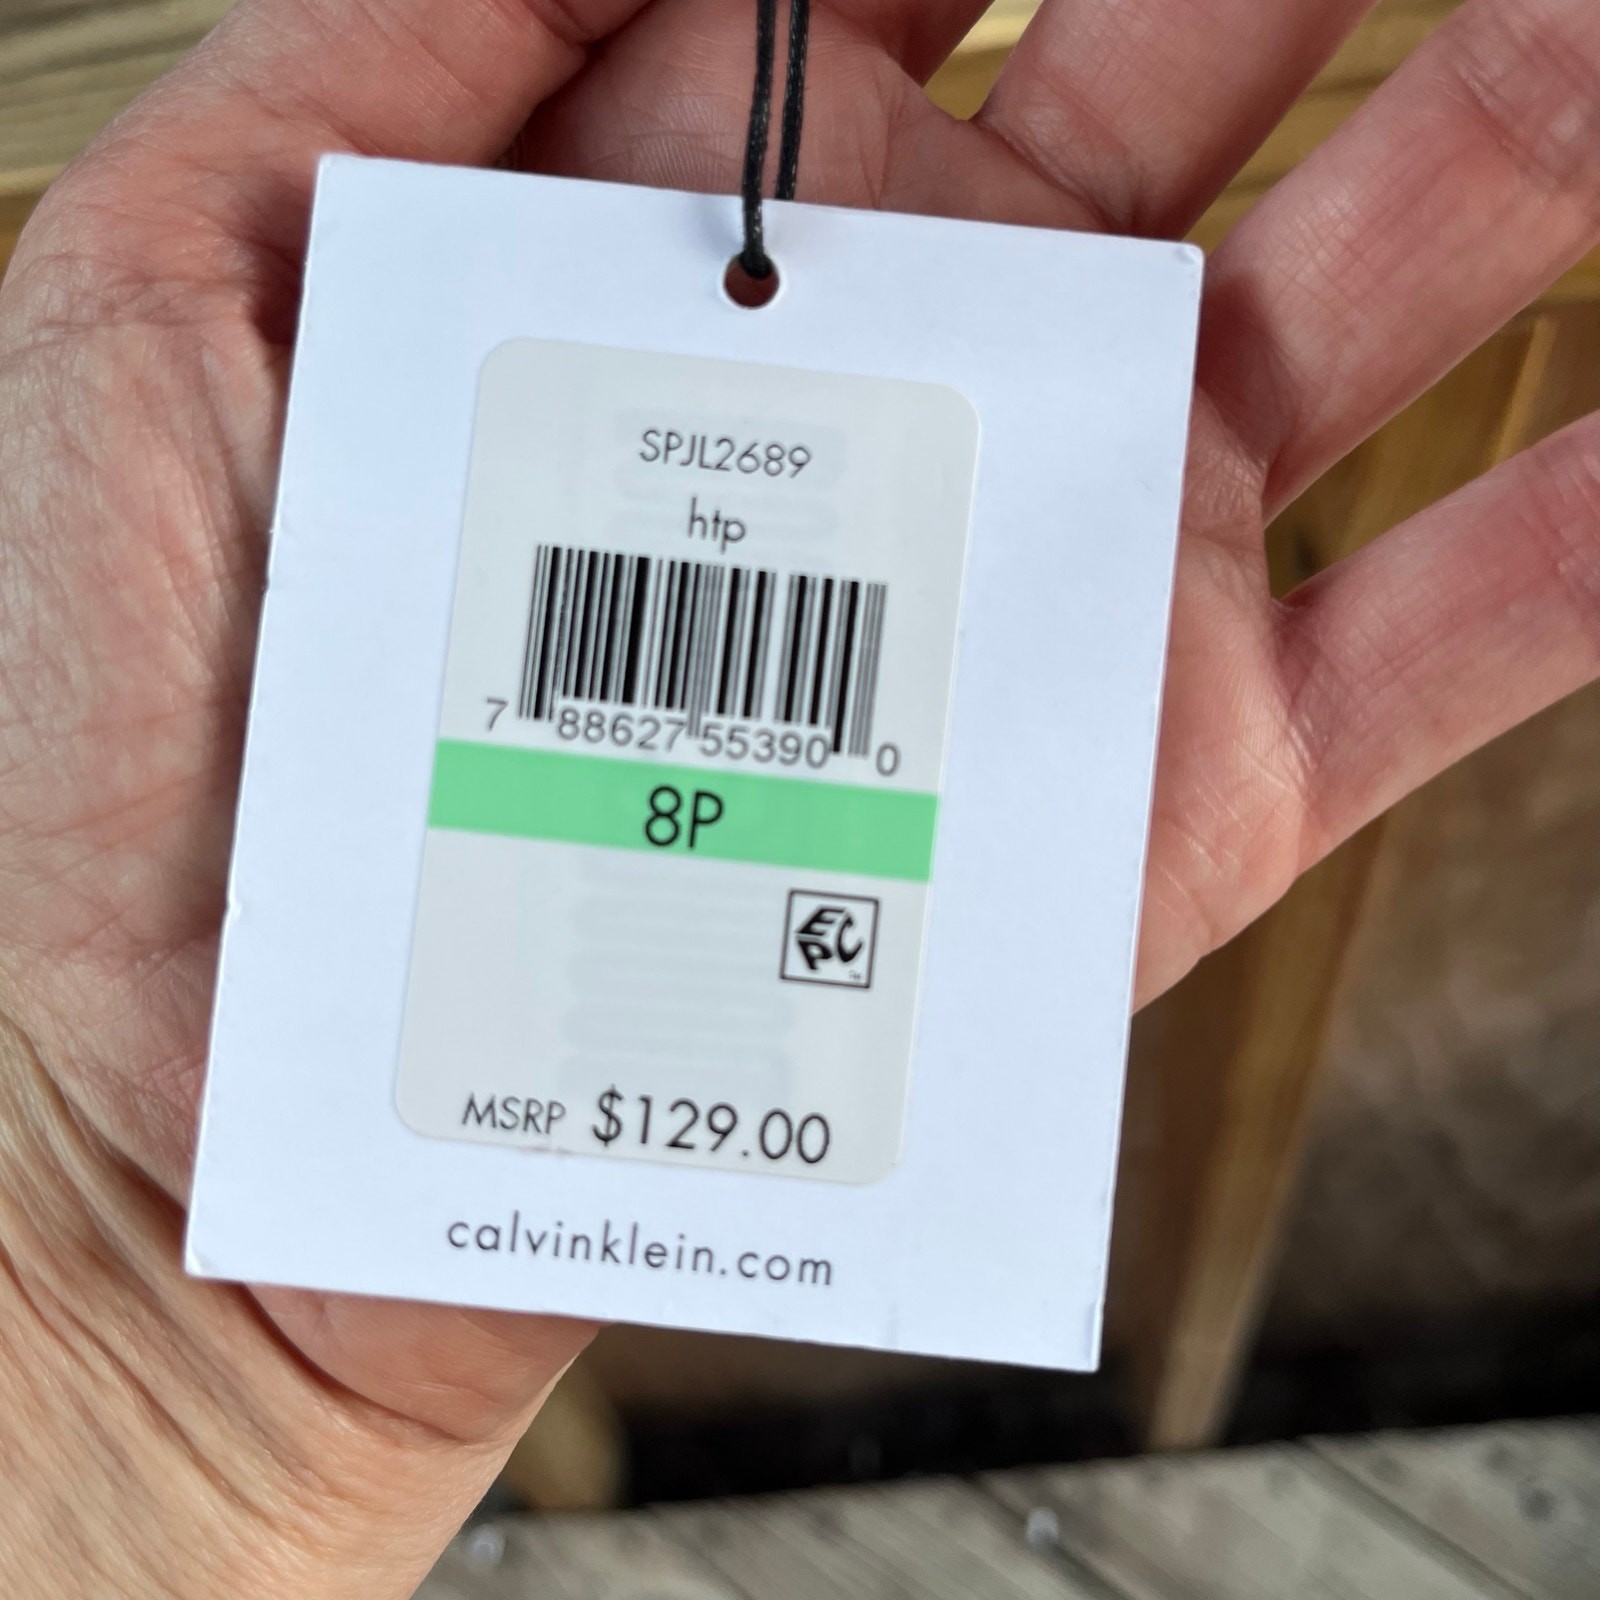 SPJL2689
htp
7 88627 55390 0
8P
EPC
MSRP $129.00
calvinklein.com